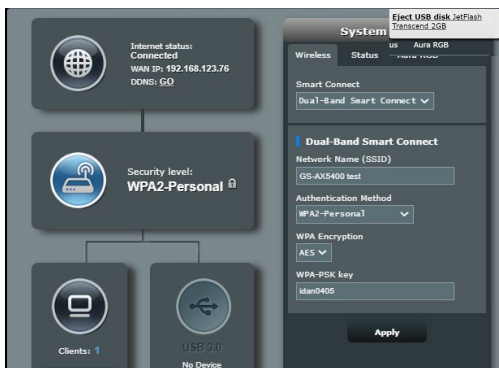 Internet status:
Connected
WAN IP: 192.168.123.76
DDNS: GO
Security level:
WPA2-Personal
Clients: 1
USB 3.0
No Device
System
Eject USB disk JetFlash
Transcend 2GB
us Aura RGB
Wireless Status
Smart Connect
Dual-Band Smart Connect
Dual-Band Smart Connect
Network Name (SSID)
GS-AX5400 test
Authentication Method
WPA2-Personal
WPA Encryption
AES
WPA-PSK key
idan0405
Apply